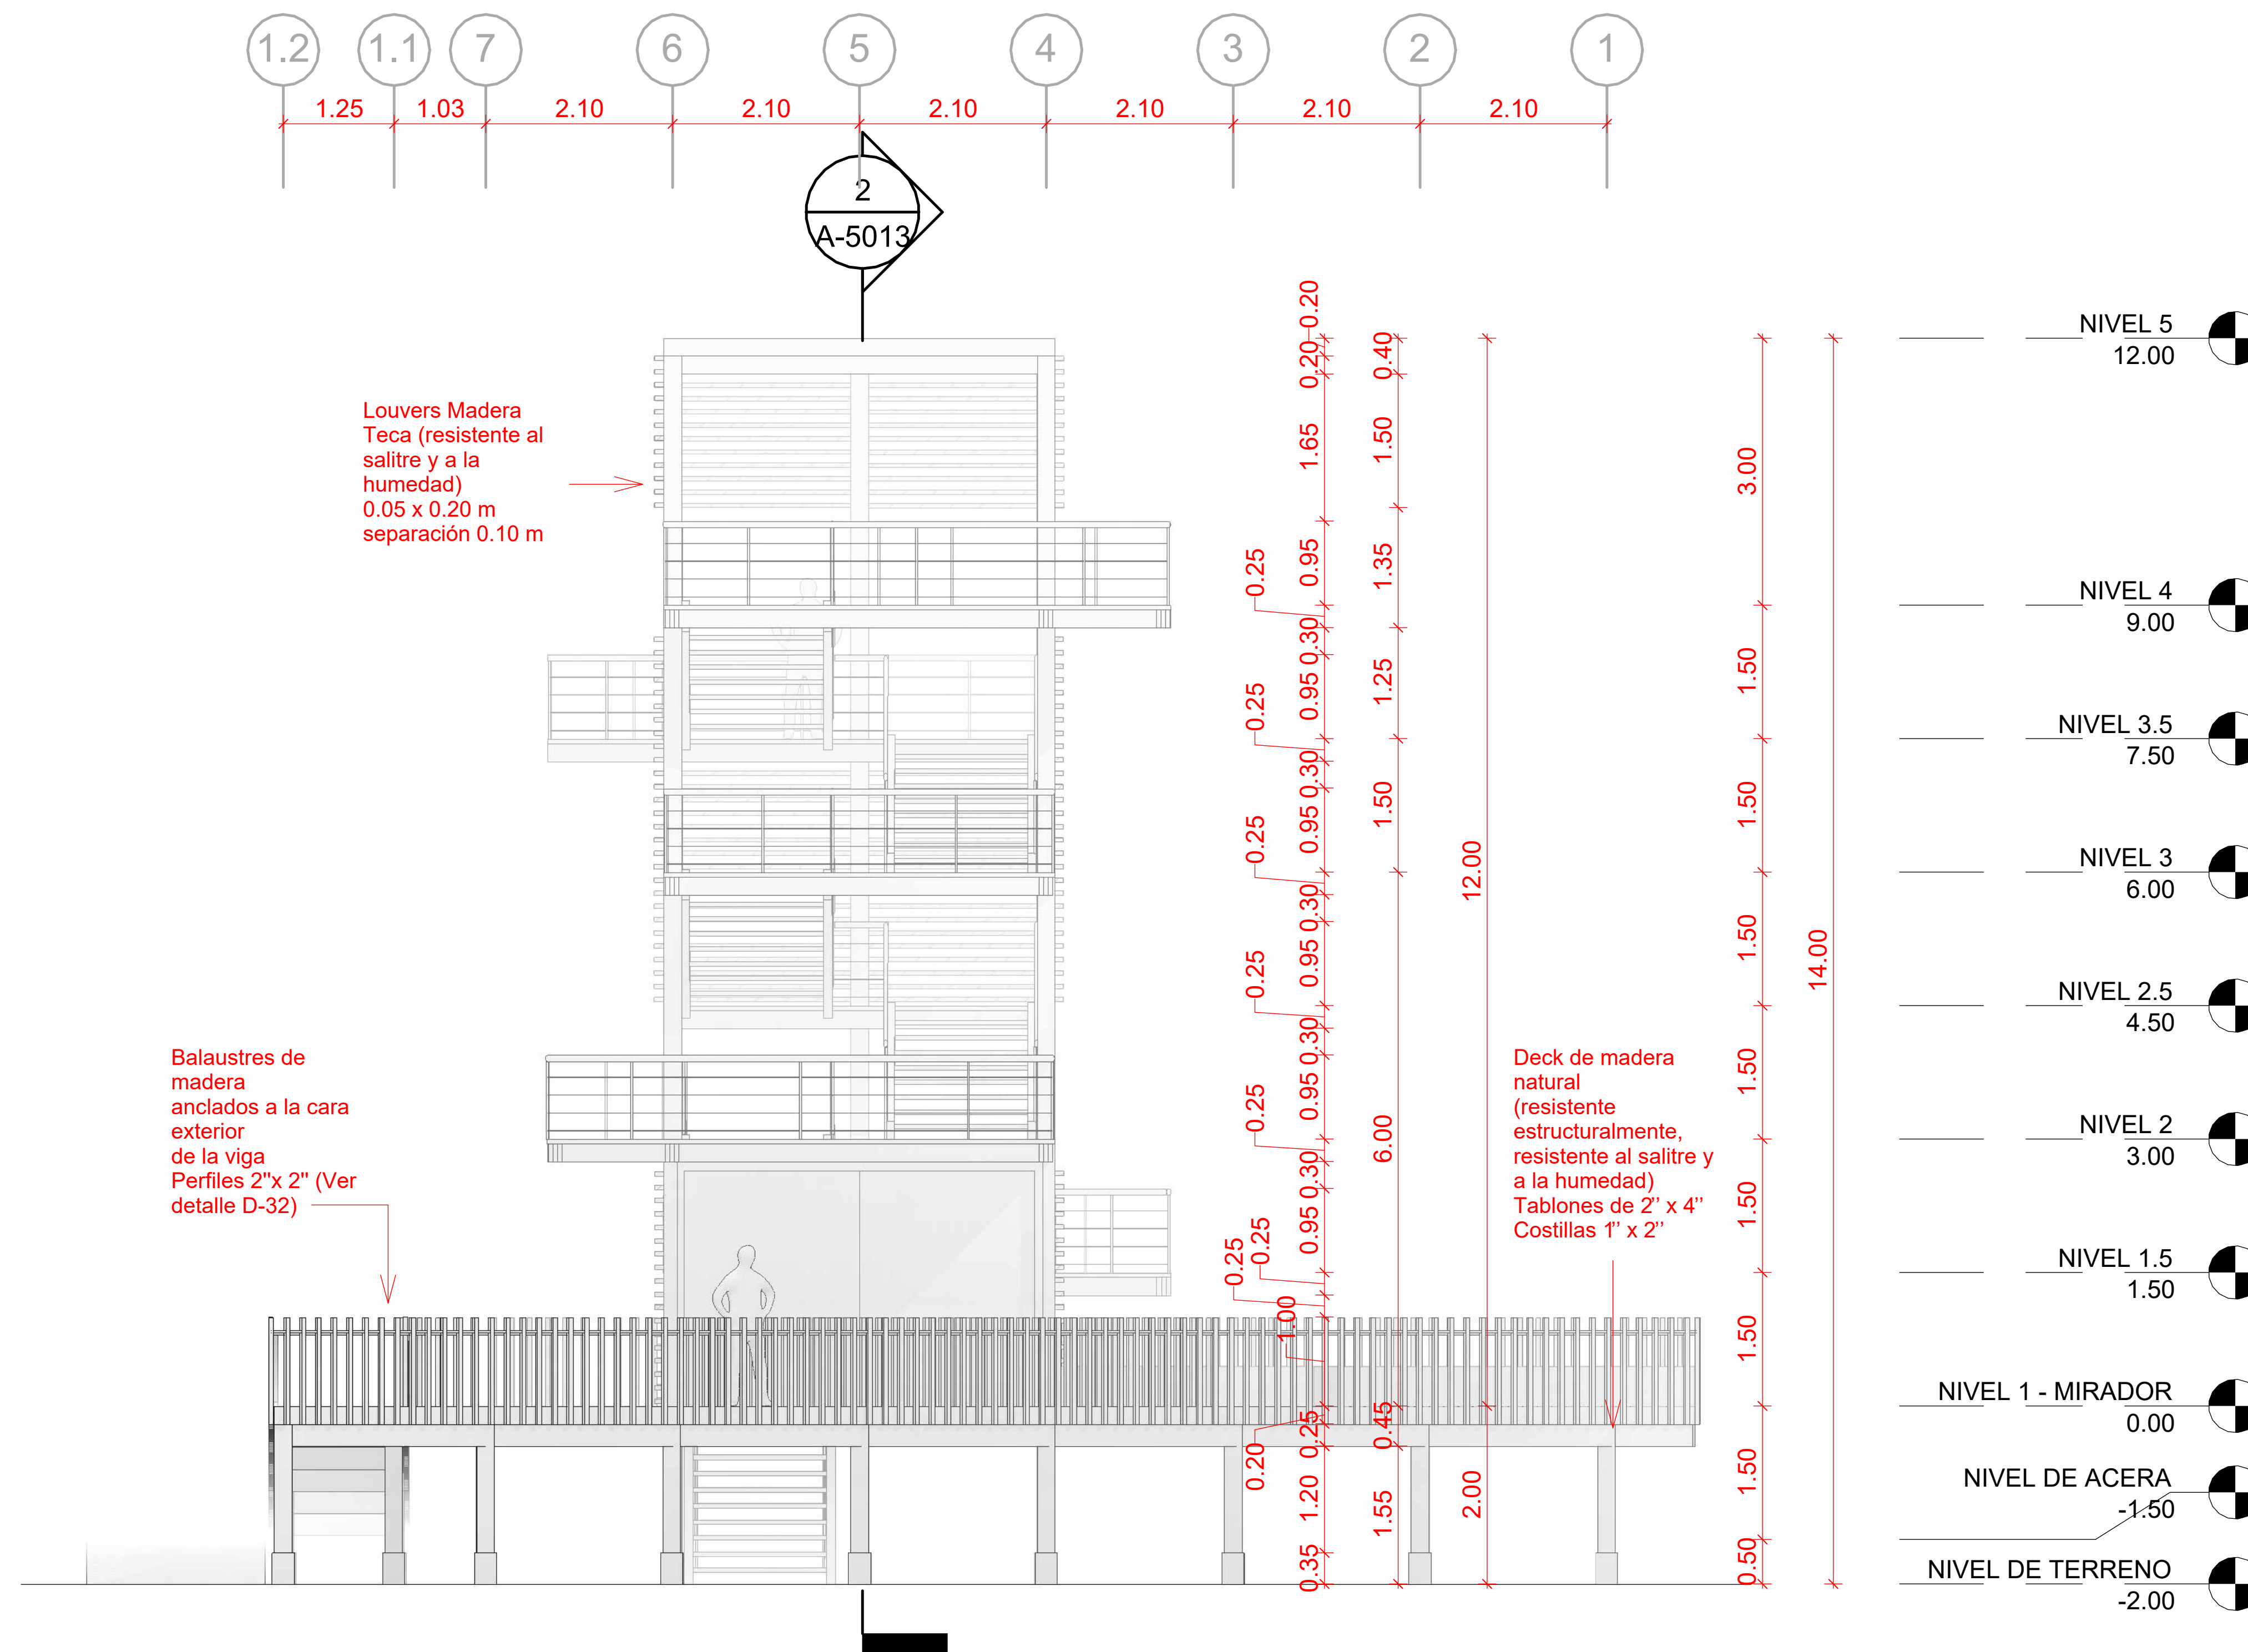 1.2 1.1 7 6 5 4 3 2 1
1.25 1.03 2.10 2.10 2.10 2.10 2.10 2.10
2
A-5013
Louvers Madera
Teca (resistente al
salitre y a la
humedad)
0.05 x 0.20 m
separación 0.10 m
Balaustres de
madera
anclados a la cara
exterior
de la viga
Perfiles 2"x 2" (Ver
detalle D-32)
0.25
0.25
0.25
0.25
0.25
0.25
0.25
0.20
0.20
0.20
1.65
0.95
0.30
0.95
0.30
0.95
0.30
0.95
0.30
0.95
0.30
0.95
1.00
0.25
1.20
0.35
0.40
1.50
1.35
1.25
1.50
6.00
0.45
1.55
12.00
2.00
Deck de madera
natural
(resistente
estructuralmente,
resistente al salitre y
a la humedad)
Tablones de 2’’ x 4’’
Costillas 1’’ x 2’’
3.00
1.50
1.50
1.50
1.50
1.50
1.50
1.50
0.50
14.00
NIVEL 5
12.00
NIVEL 4
9.00
NIVEL 3.5
7.50
NIVEL 3
6.00
NIVEL 2.5
4.50
NIVEL 2
3.00
NIVEL 1.5
1.50
NIVEL 1 - MIRADOR
0.00
NIVEL DE ACERA
-1.50
NIVEL DE TERRENO
-2.00